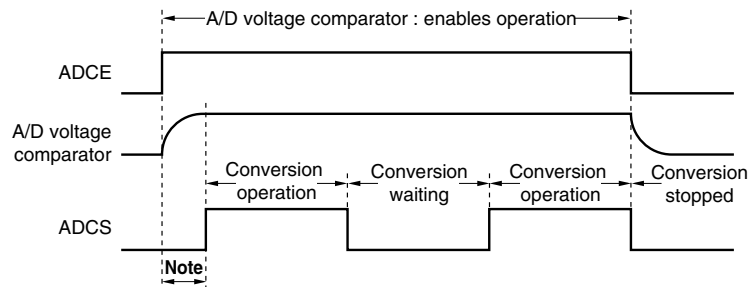 A/D voltage comparator : enables operation
ADCE
A/D voltage
comparator
Conversion
operation
Conversion
waiting
Conversion
operation
Conversion
stopped
ADCS
Note